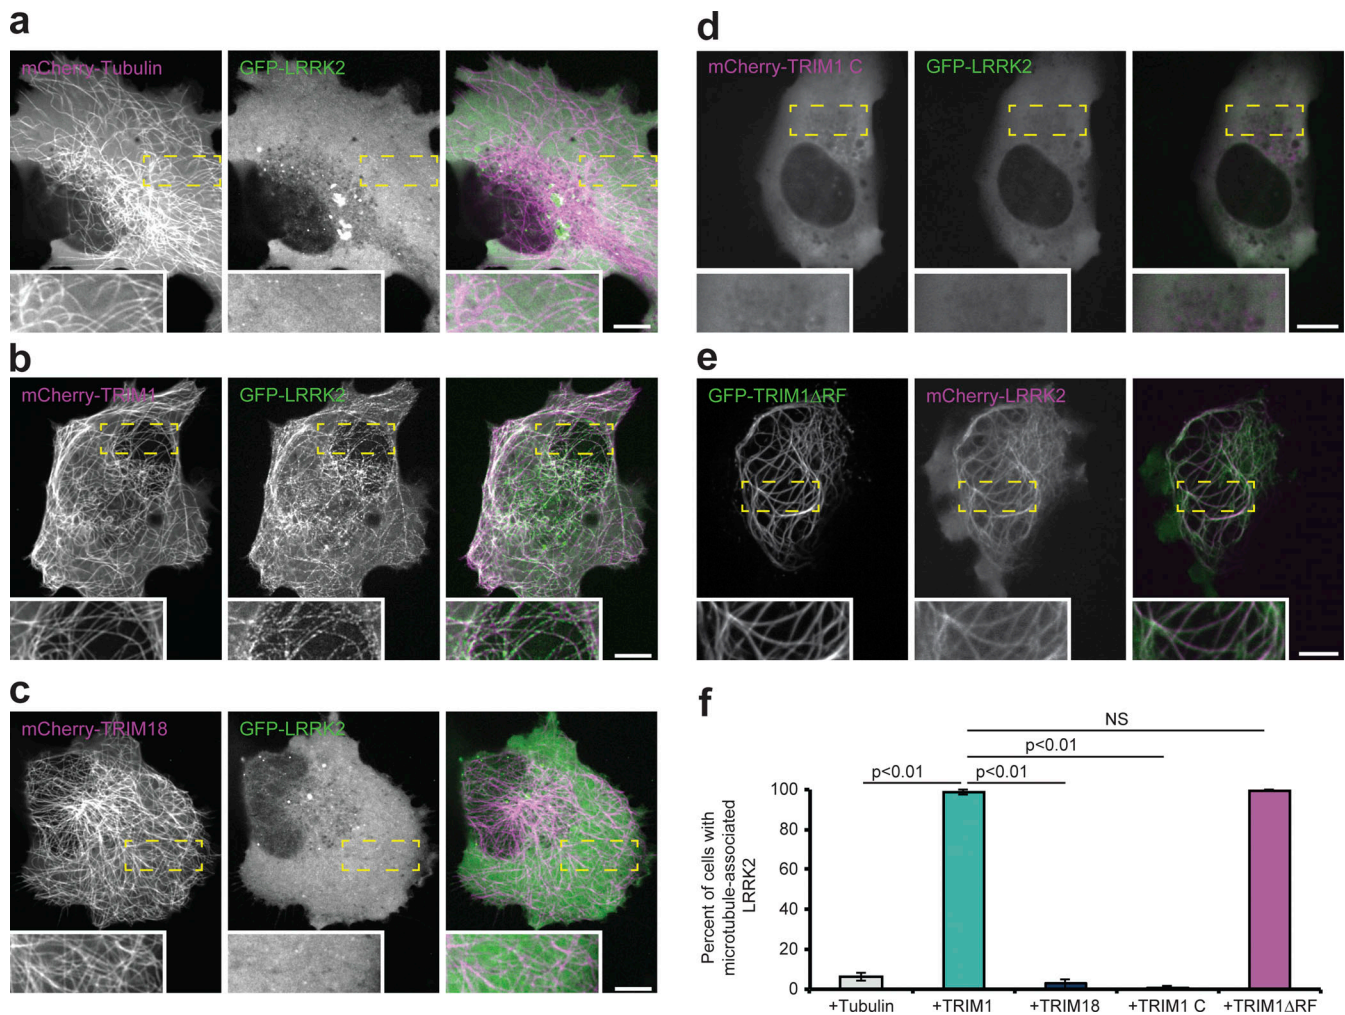 a
mCherry-Tubulin
GFP-LRRK2
b
mCherry-TRIM1
GFP-LRRK2
c
mCherry-TRIM18
GFP-LRRK2
d
mCherry-TRIM1 C
GFP-LRRK2
e
GFP-TRIM1ΔRF
mCherry-LRRK2
f
NS
p<0.01
p<0.01
p<0.01
Percent of cells with
microtubule-associated
LRRK2
100
80
60
40
20
0
+Tubulin
+TRIM1
+TRIM18
+TRIM1 C
+TRIM1ΔRF